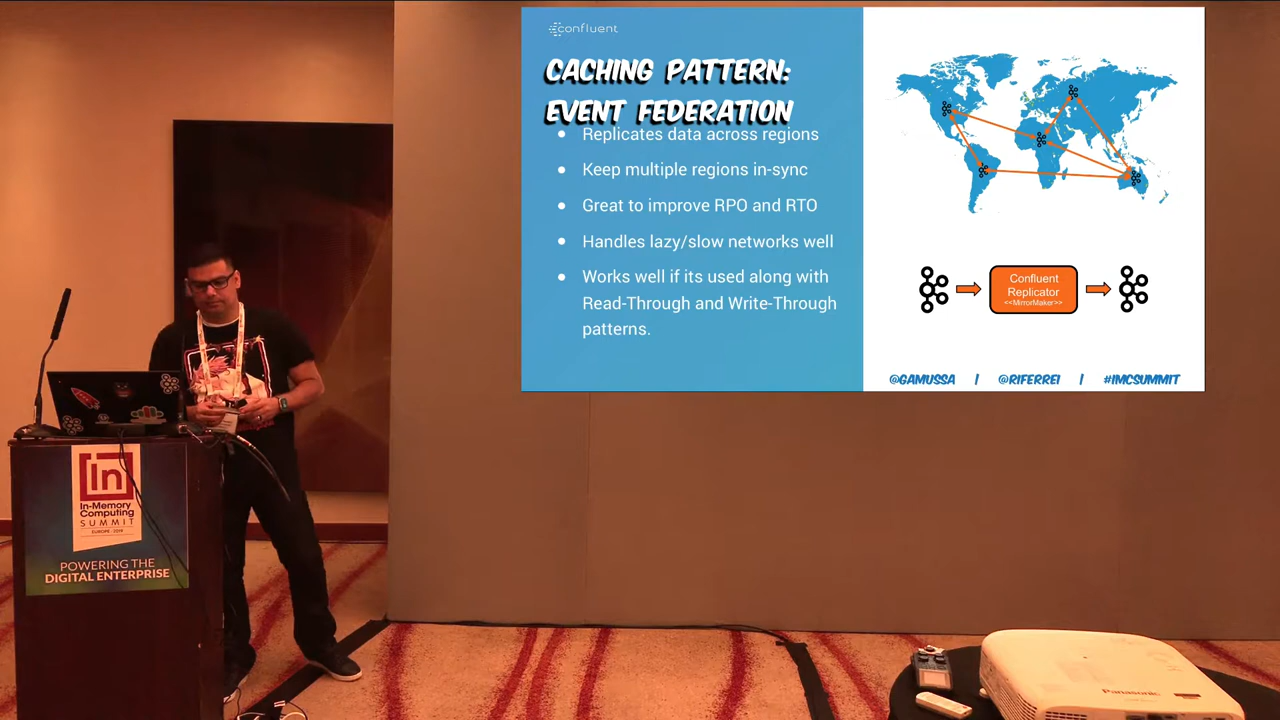 confluent
CACHING PATTERN:
EVENT FEDERATION
Replicates data across regions
Keep multiple regions in-sync
Great to improve RPO and RTO
Handles lazy/slow networks well
Works well if its used along with
Read-Through and Write-Through
patterns.
Confluent
Replicator
<<MirrorMaker>>
@GAMUSSA | @RIFERREI | #IMCSUMMIT
In
In-Memory
Computing
SUMMIT
EUROPE - 2019
POWERING THE
DIGITAL ENTERPRISE
Panasonic